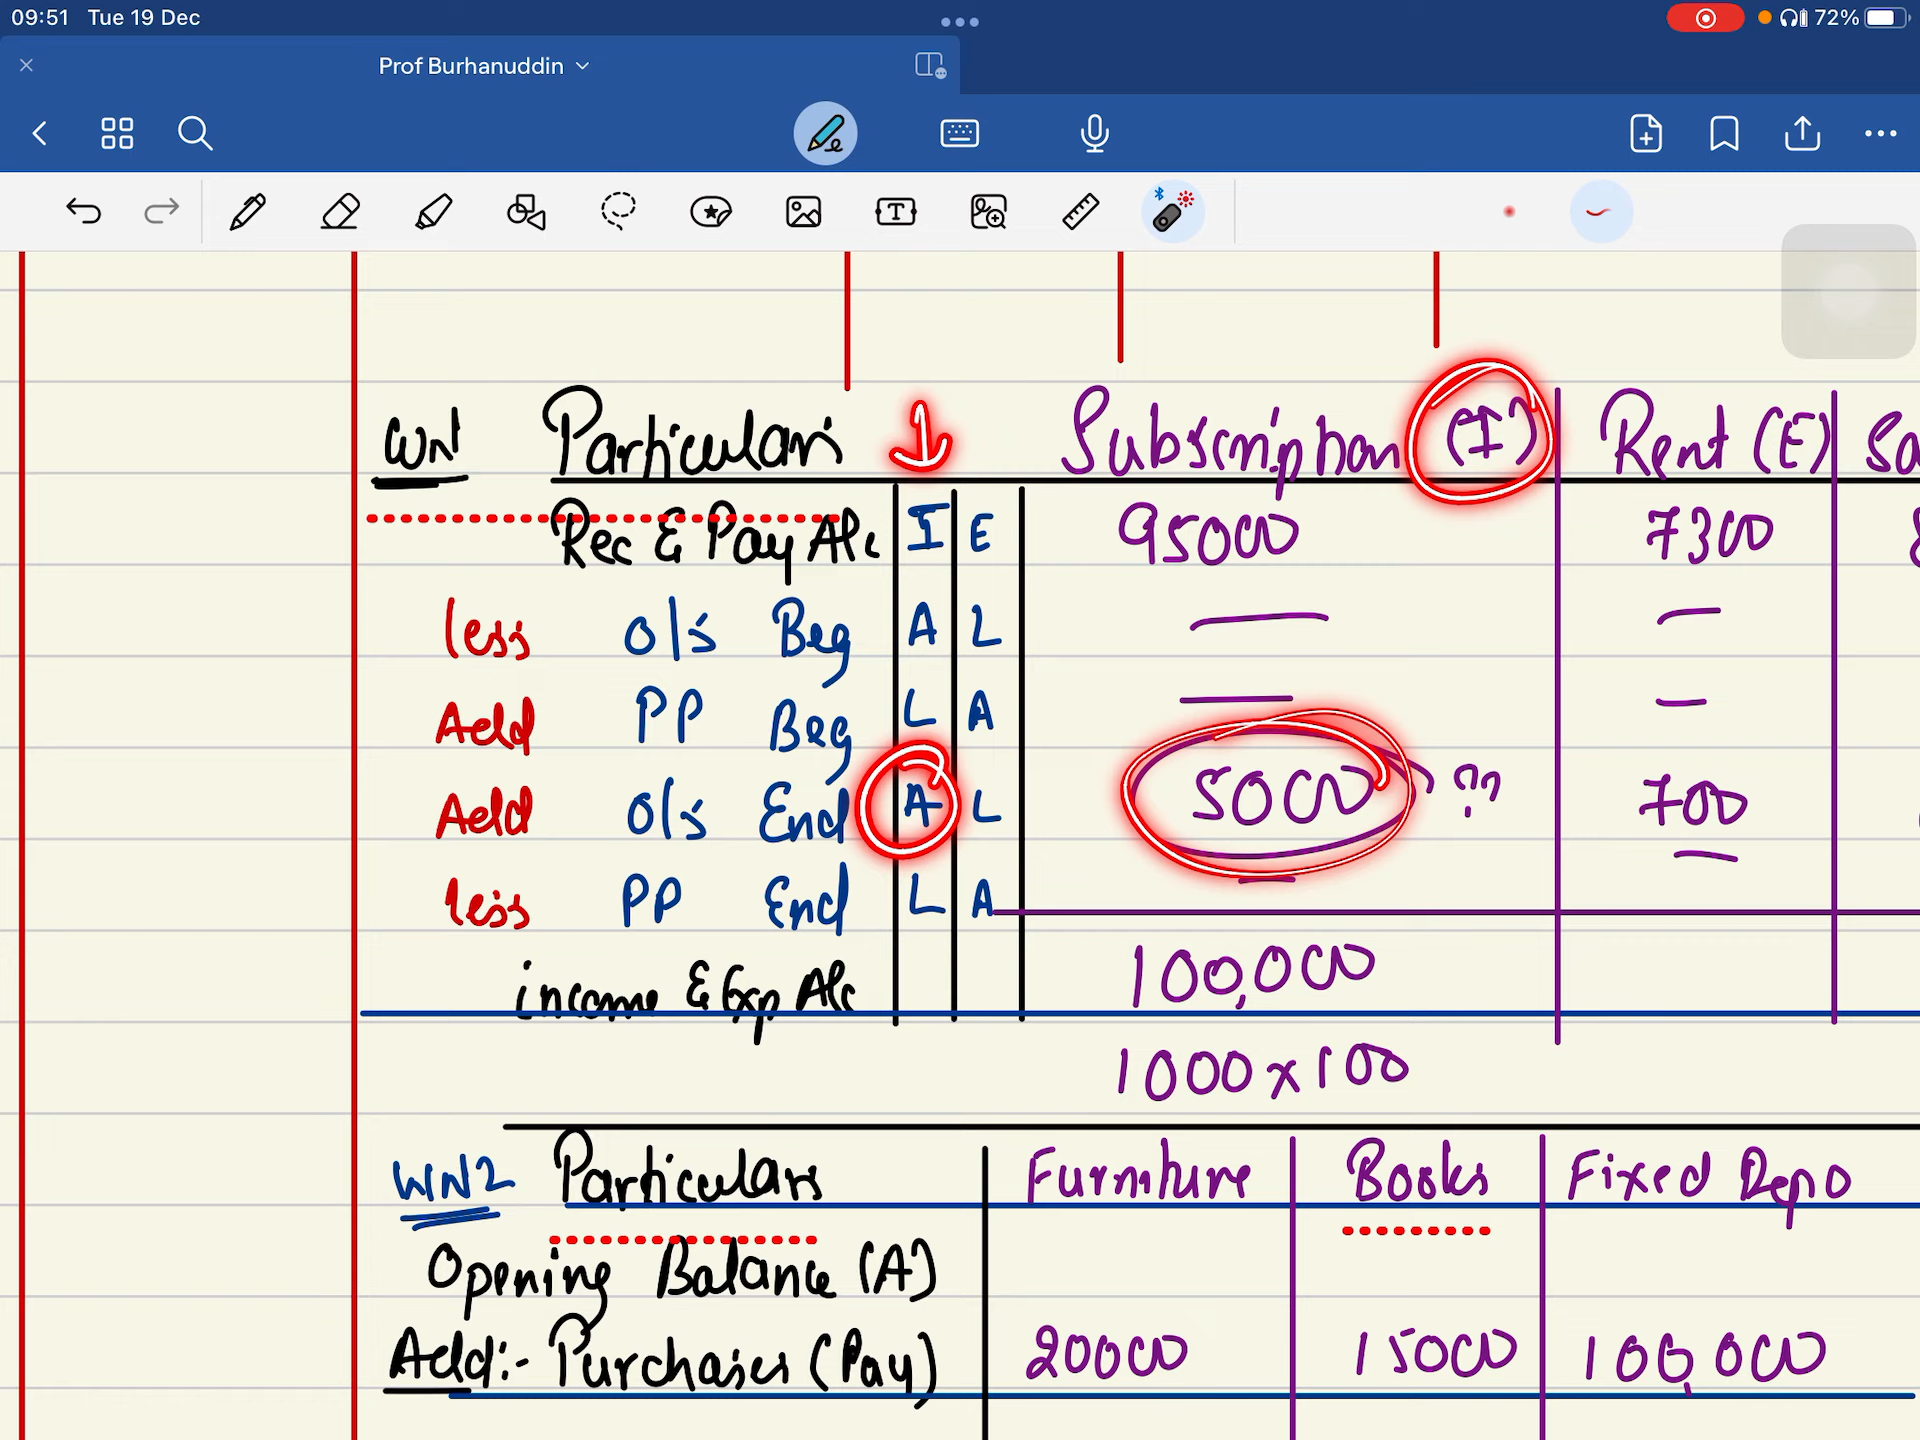 09:51 Tue 19 Dec
72%
Prof Burhanuddin
WN Particulars Subscription (I) Rent (E) Sa
Rec & Pay A/c I E 95000 7300
less o/s Beg A L — —
Add PP Beg L A — —
Add o/s End A L 5000 ?? 700
less PP End L A — —
income & Exp A/c 100,000
1000 x 100
WN2 Particulars Furniture Books Fixed Depo
Opening Balance (A)
Add:- Purchases (Pay) 20000 15000 100,000